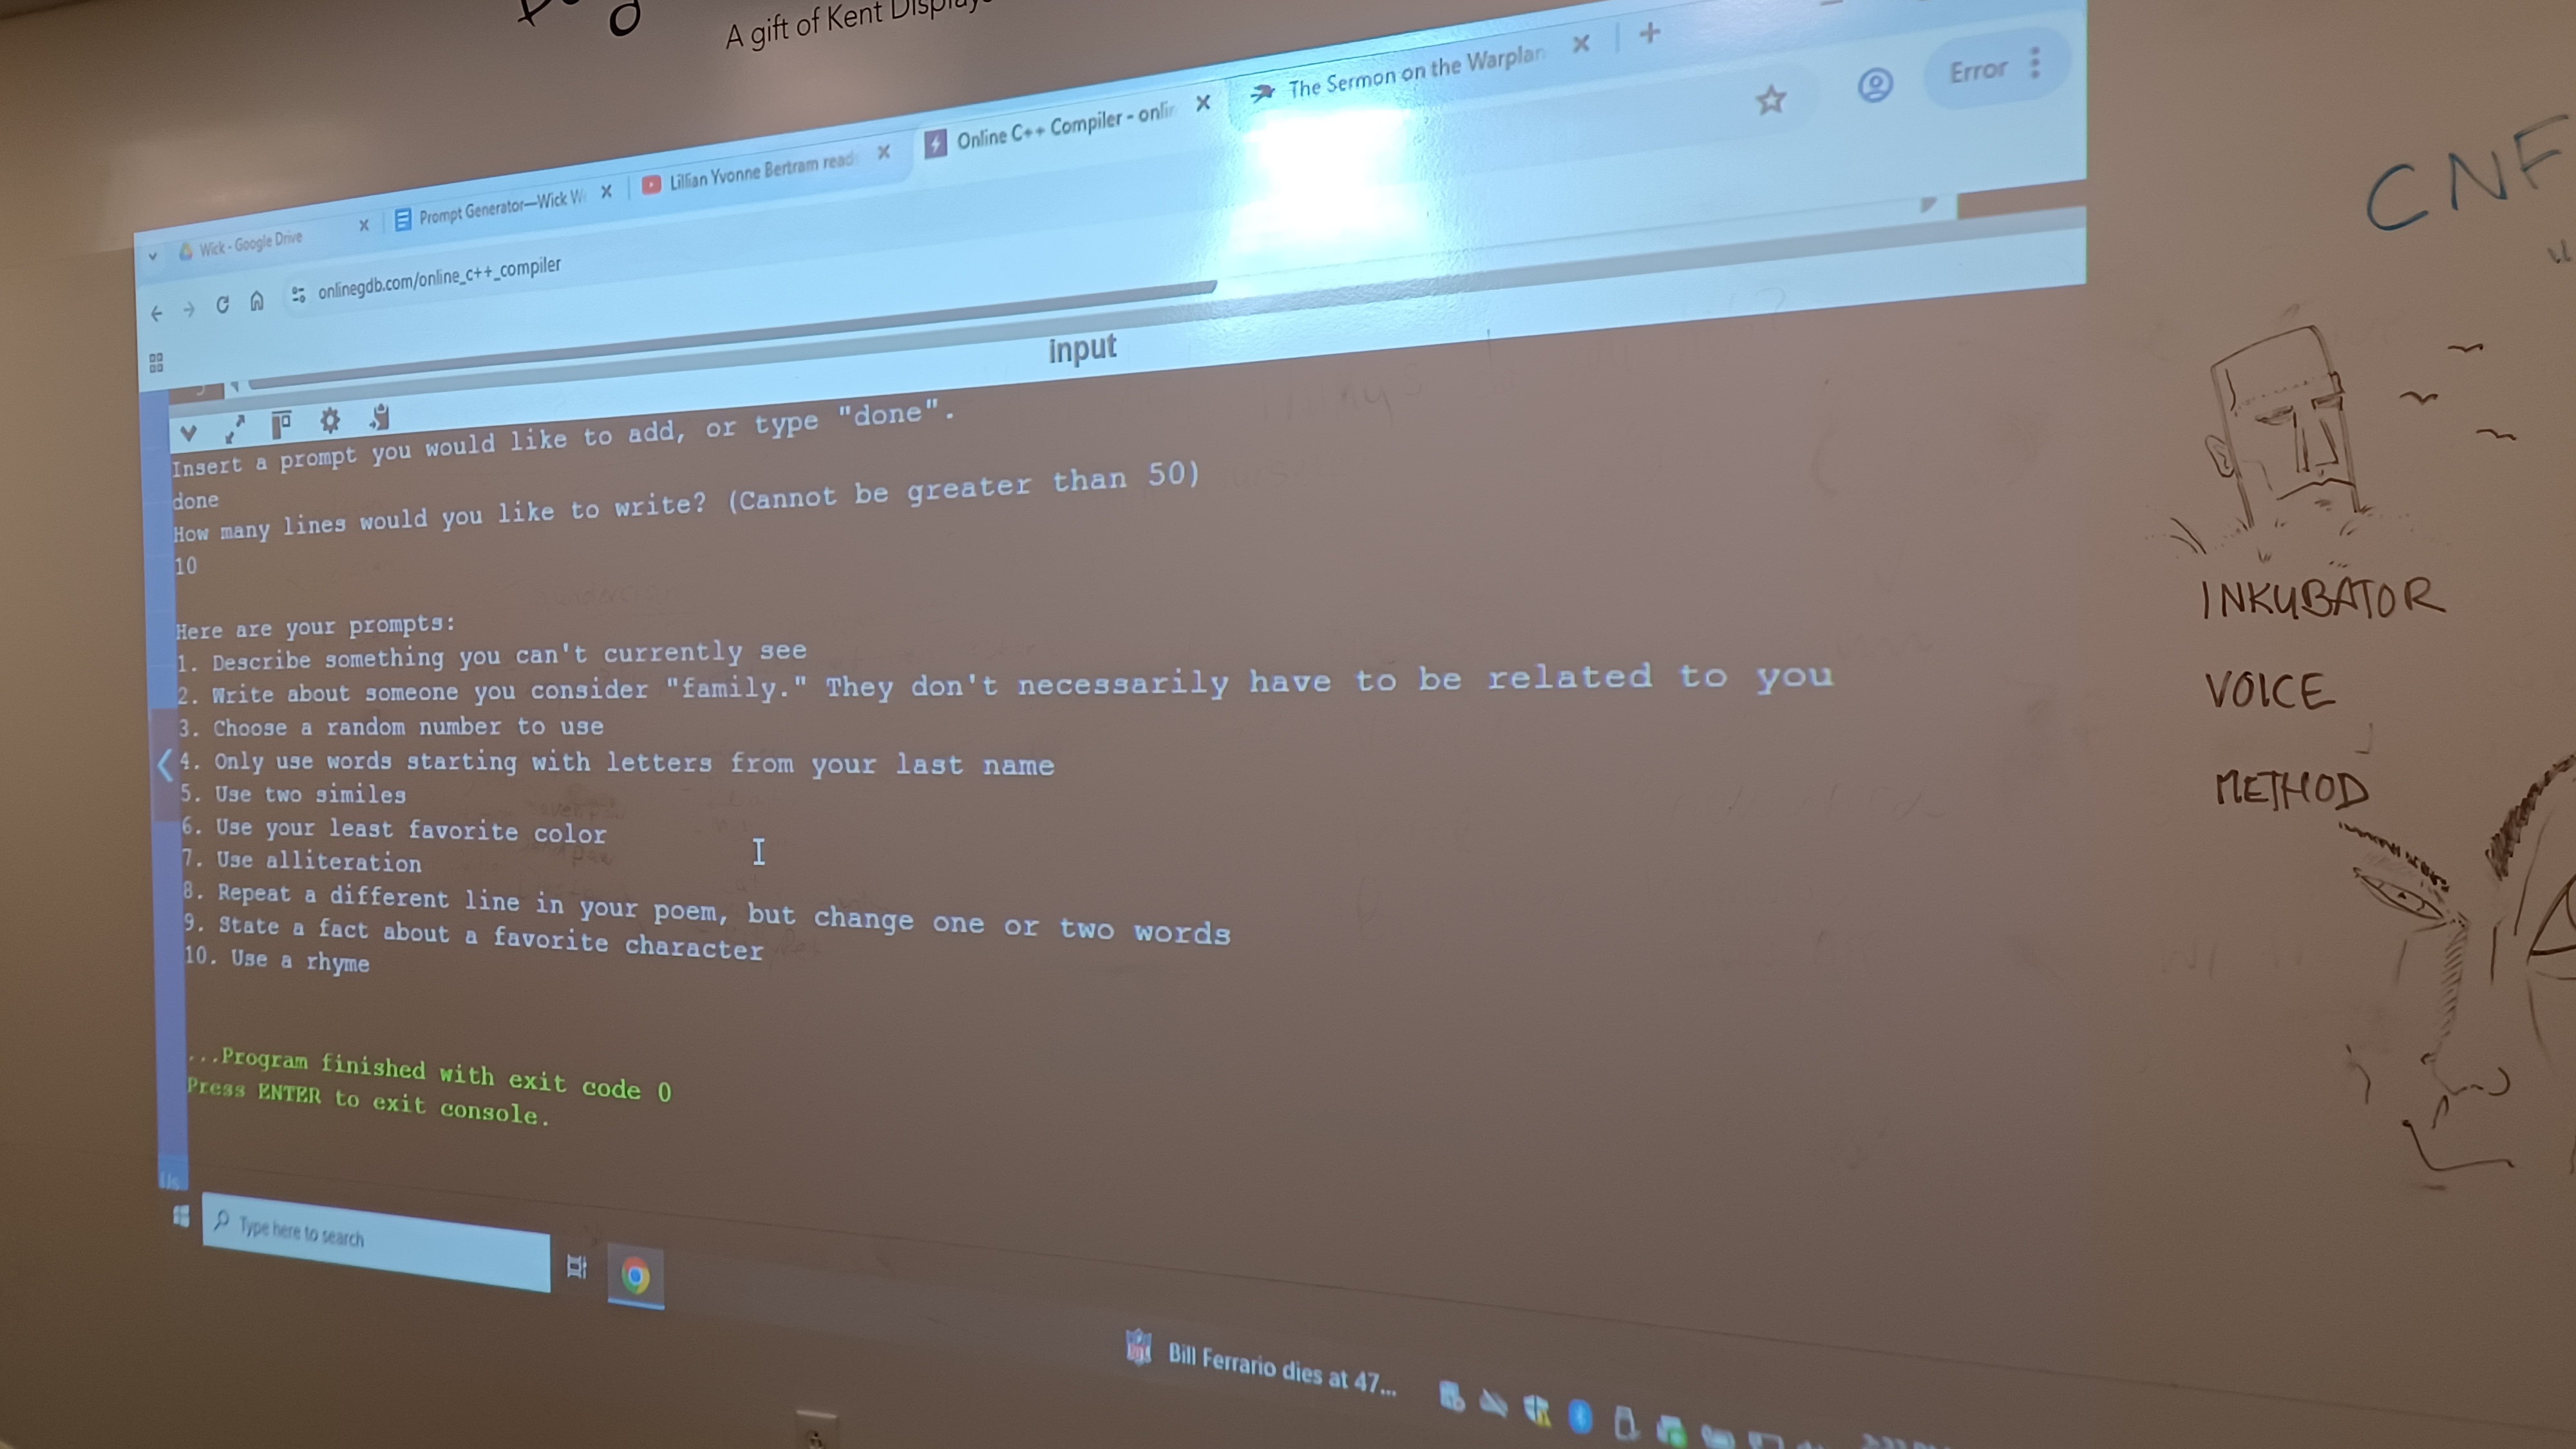 A gift of Kent Displays
Wick - Google Drive
Prompt Generator—Wick W
Lillian Yvonne Bertram read
Online C++ Compiler - onlin
The Sermon on the Warplan
onlinegdb.com/online_c++_compiler
Error
input
Insert a prompt you would like to add, or type "done".
done
How many lines would you like to write? (Cannot be greater than 50)
10
Here are your prompts:
1. Describe something you can't currently see
2. Write about someone you consider "family." They don't necessarily have to be related to you
3. Choose a random number to use
4. Only use words starting with letters from your last name
5. Use two similes
6. Use your least favorite color
7. Use alliteration
8. Repeat a different line in your poem, but change one or two words
9. State a fact about a favorite character
10. Use a rhyme
...Program finished with exit code 0
Press ENTER to exit console.
Type here to search
Bill Ferrario dies at 47...
CNF
INKUBATOR
VOICE
METHOD